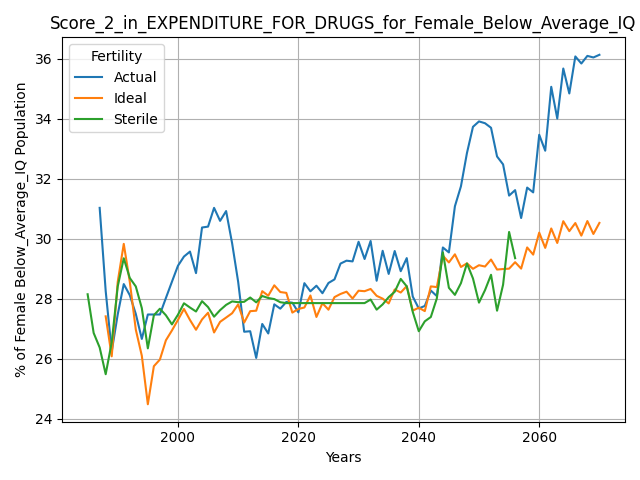 Score_2_in_EXPENDITURE_FOR_DRUGS_for_Female_Below_Average_IQ
Fertility
Actual
Ideal
Sterile
% of Female Below_Average_IQ Population
36
34
32
30
28
26
24
2000
2020
2040
2060
Years